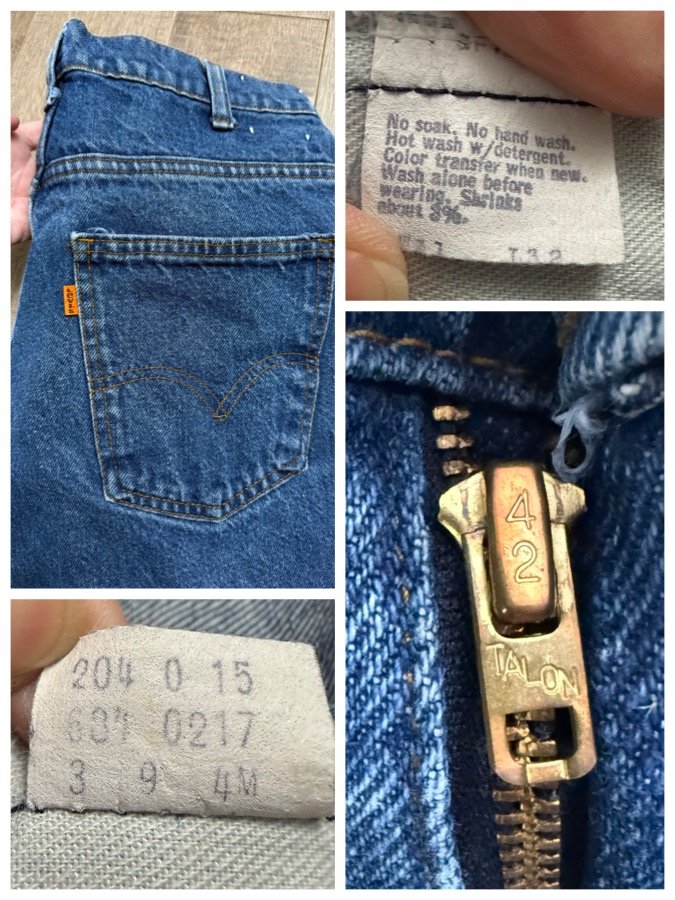 LEVI'S
No soak. No hand wash.
Hot wash w/detergent.
Color transfer when new.
Wash alone before
wearing. Shrinks
about 3%.
204 0 15
0217
3 9 4M
4
2
TALON